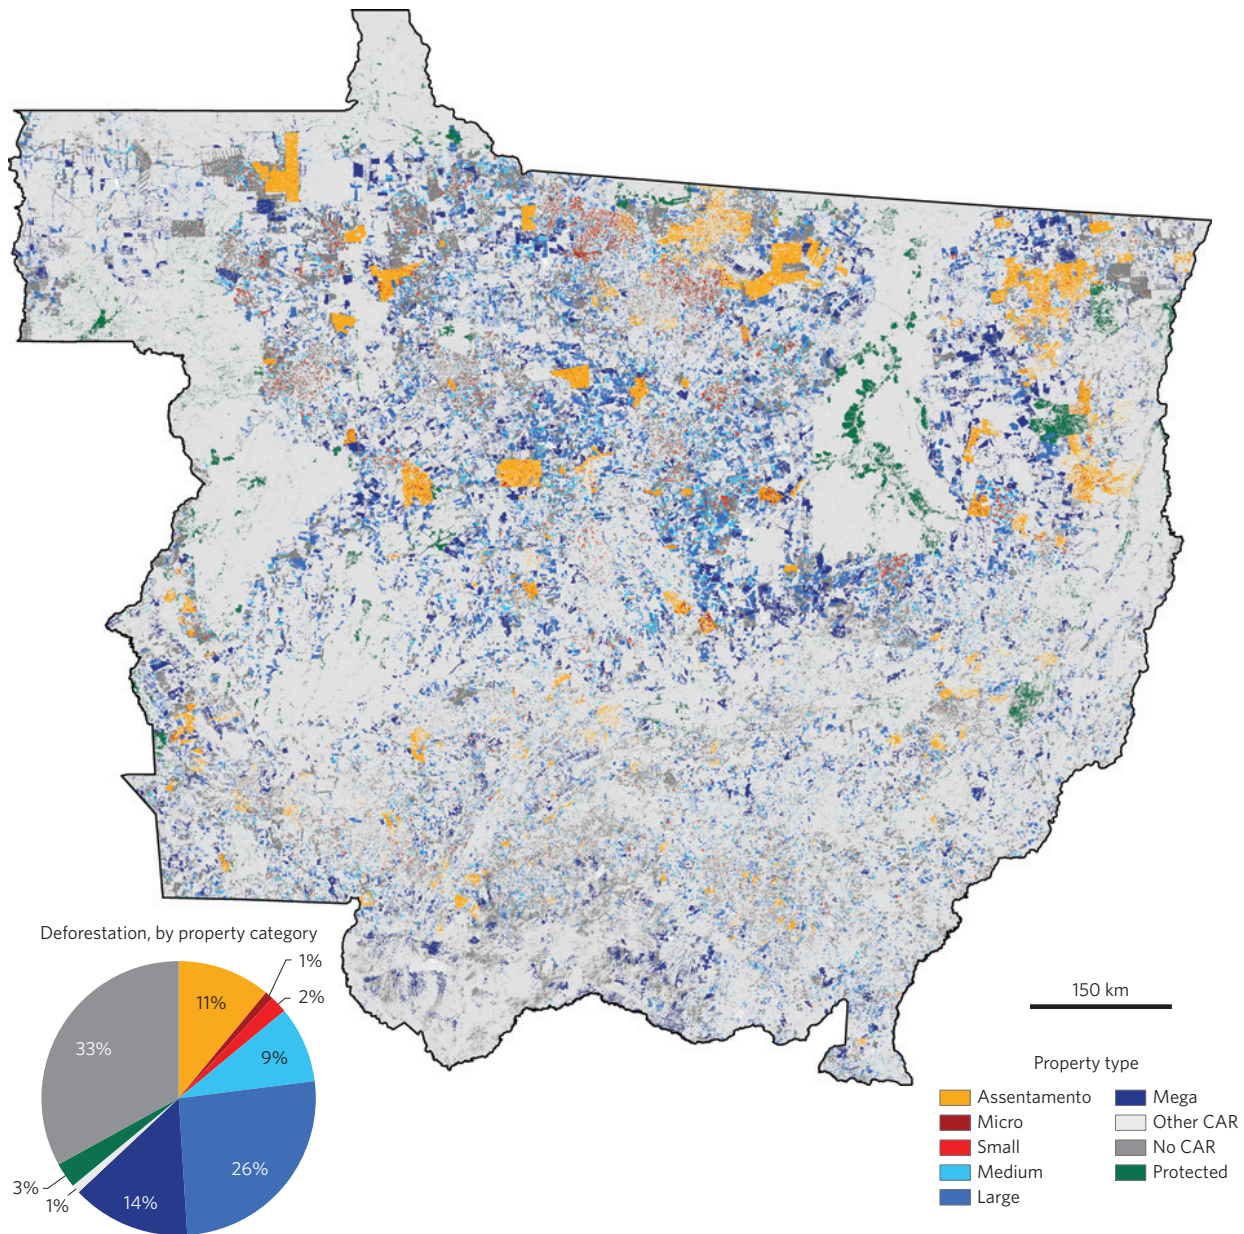 Deforestation, by property category
1%
2%
11%
9%
33%
26%
14%
3%
1%
150 km
Property type
Assentamento
Micro
Small
Medium
Large
Mega
Other CAR
No CAR
Protected